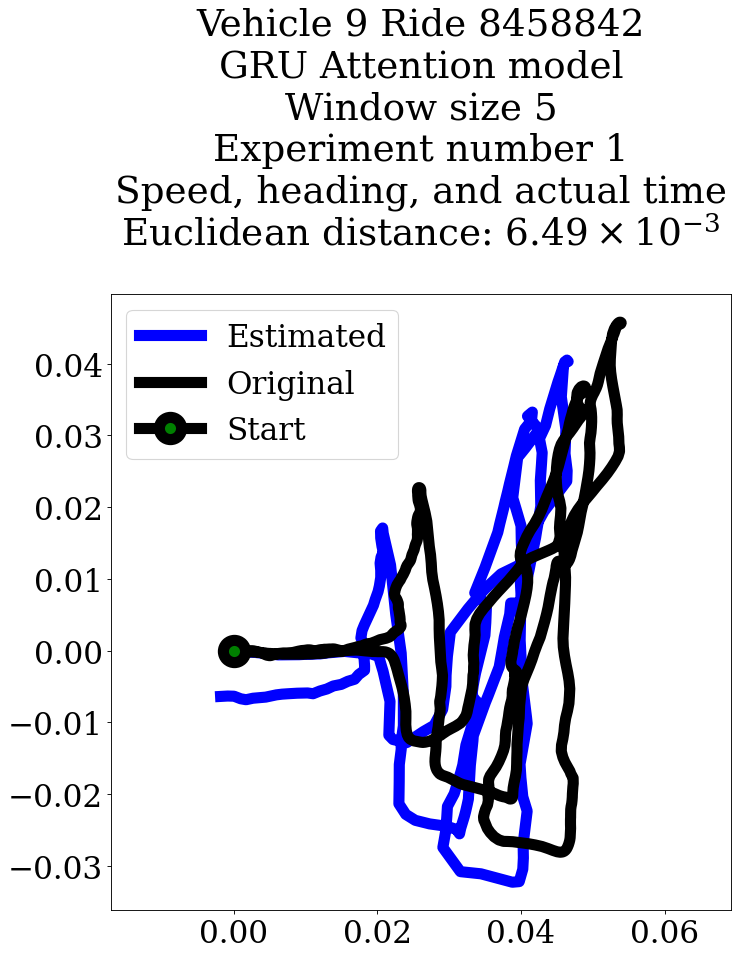 Vehicle 9 Ride 8458842
GRU Attention model
Window size 5
Experiment number 1
Speed, heading, and actual time
Euclidean distance: 6.49 × 10⁻³
Estimated
Original
Start
0.04
0.03
0.02
0.01
0.00
−0.01
−0.02
−0.03
0.00 0.02 0.04 0.06